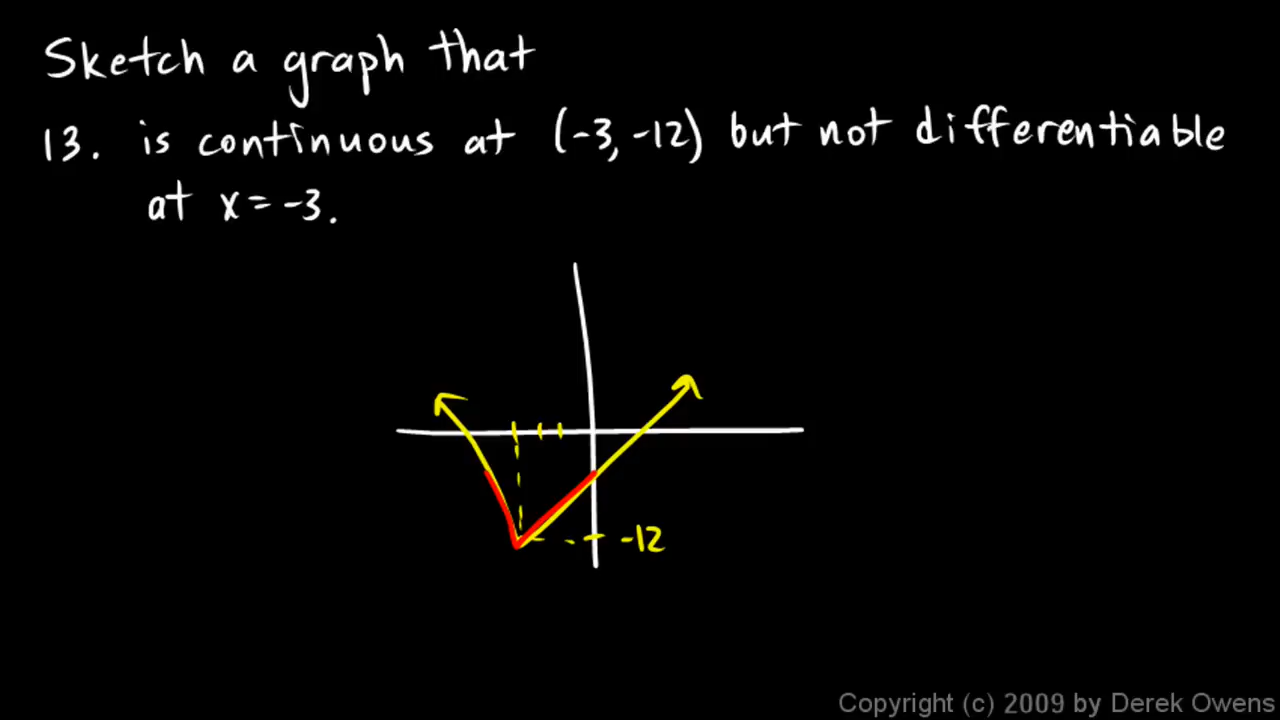 Sketch a graph that
13. is continuous at (-3, -12) but not differentiable
at x = -3.
-12
Copyright (c) 2009 by Derek Owens